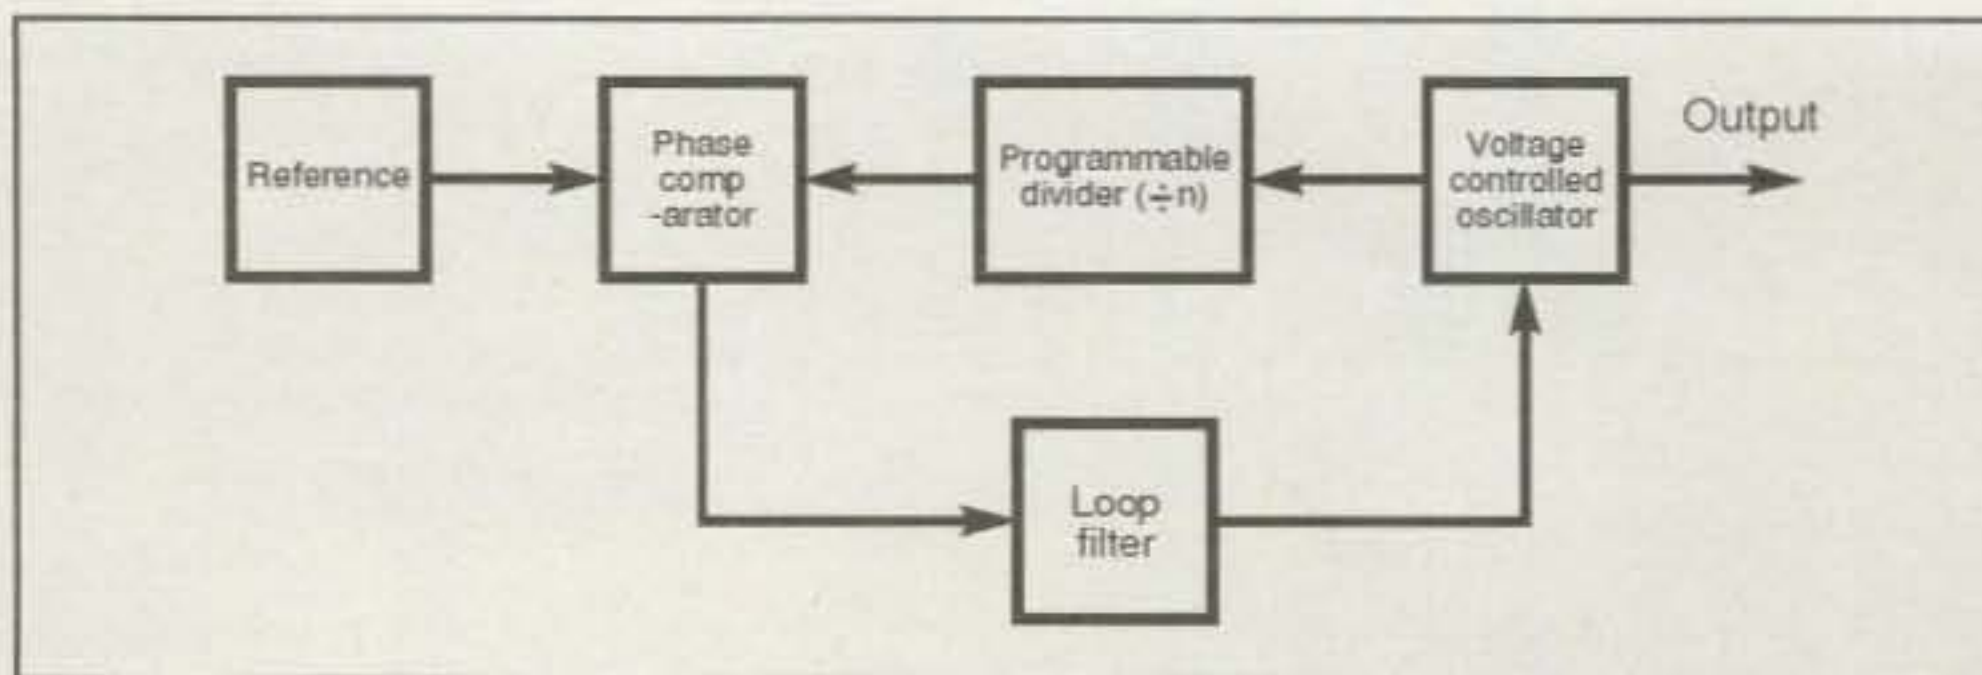 Reference
Phase
comp
-arator
Programmable
divider (÷n)
Voltage
controlled
oscillator
Output
Loop
filter